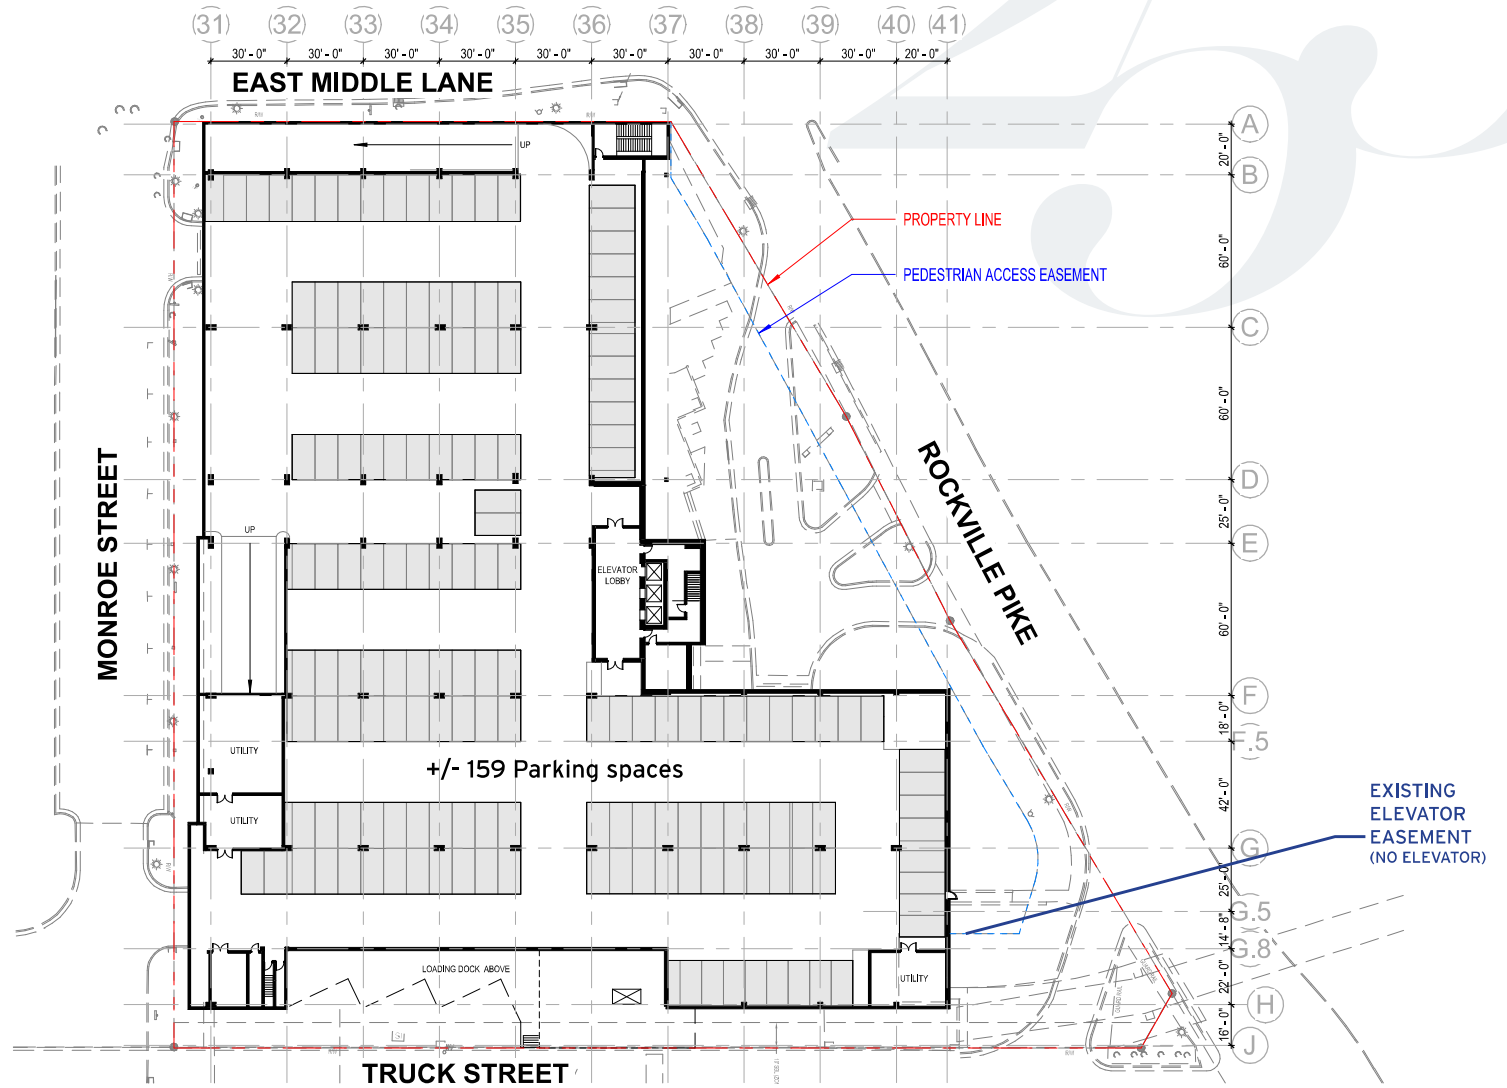 (31) (32) (33) (34) (35) (36) (37) (38) (39) (40) (41)
30' - 0" 30' - 0" 30' - 0" 30' - 0" 30' - 0" 30' - 0" 30' - 0" 30' - 0" 30' - 0" 20' - 0"
EAST MIDDLE LANE
A
20' - 0"
UP
B
PROPERTY LINE
60' - 0"
PEDESTRIAN ACCESS EASEMENT
C
60' - 0"
ROCKVILLE PIKE
MONROE STREET
D
25' - 0"
UP
E
ELEVATOR
LOBBY
60' - 0"
F
18' - 0"
F.5
UTILITY
+/- 159 Parking spaces
42' - 0"
EXISTING
ELEVATOR
EASEMENT
(NO ELEVATOR)
UTILITY
G
25' - 0"
G.5
14' - 8"
G.8
LOADING DOCK ABOVE
UTILITY
22' - 0"
H
16' - 0"
J
TRUCK STREET